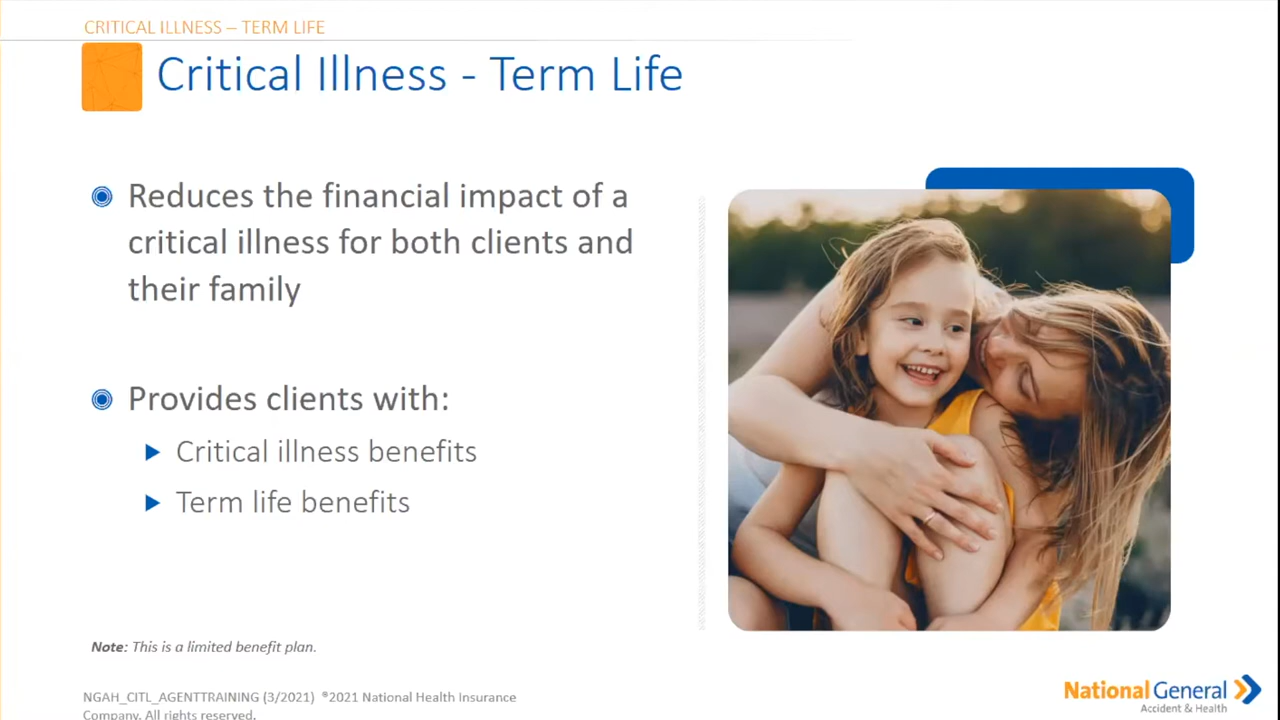 CRITICAL ILLNESS – TERM LIFE
Critical Illness - Term Life
Reduces the financial impact of a
critical illness for both clients and
their family
Provides clients with:
Critical illness benefits
Term life benefits
Note: This is a limited benefit plan.
NGAH_CITL_AGENTTRAINING (3/2021) ®2021 National Health Insurance
Company. All rights reserved.
National General
Accident & Health